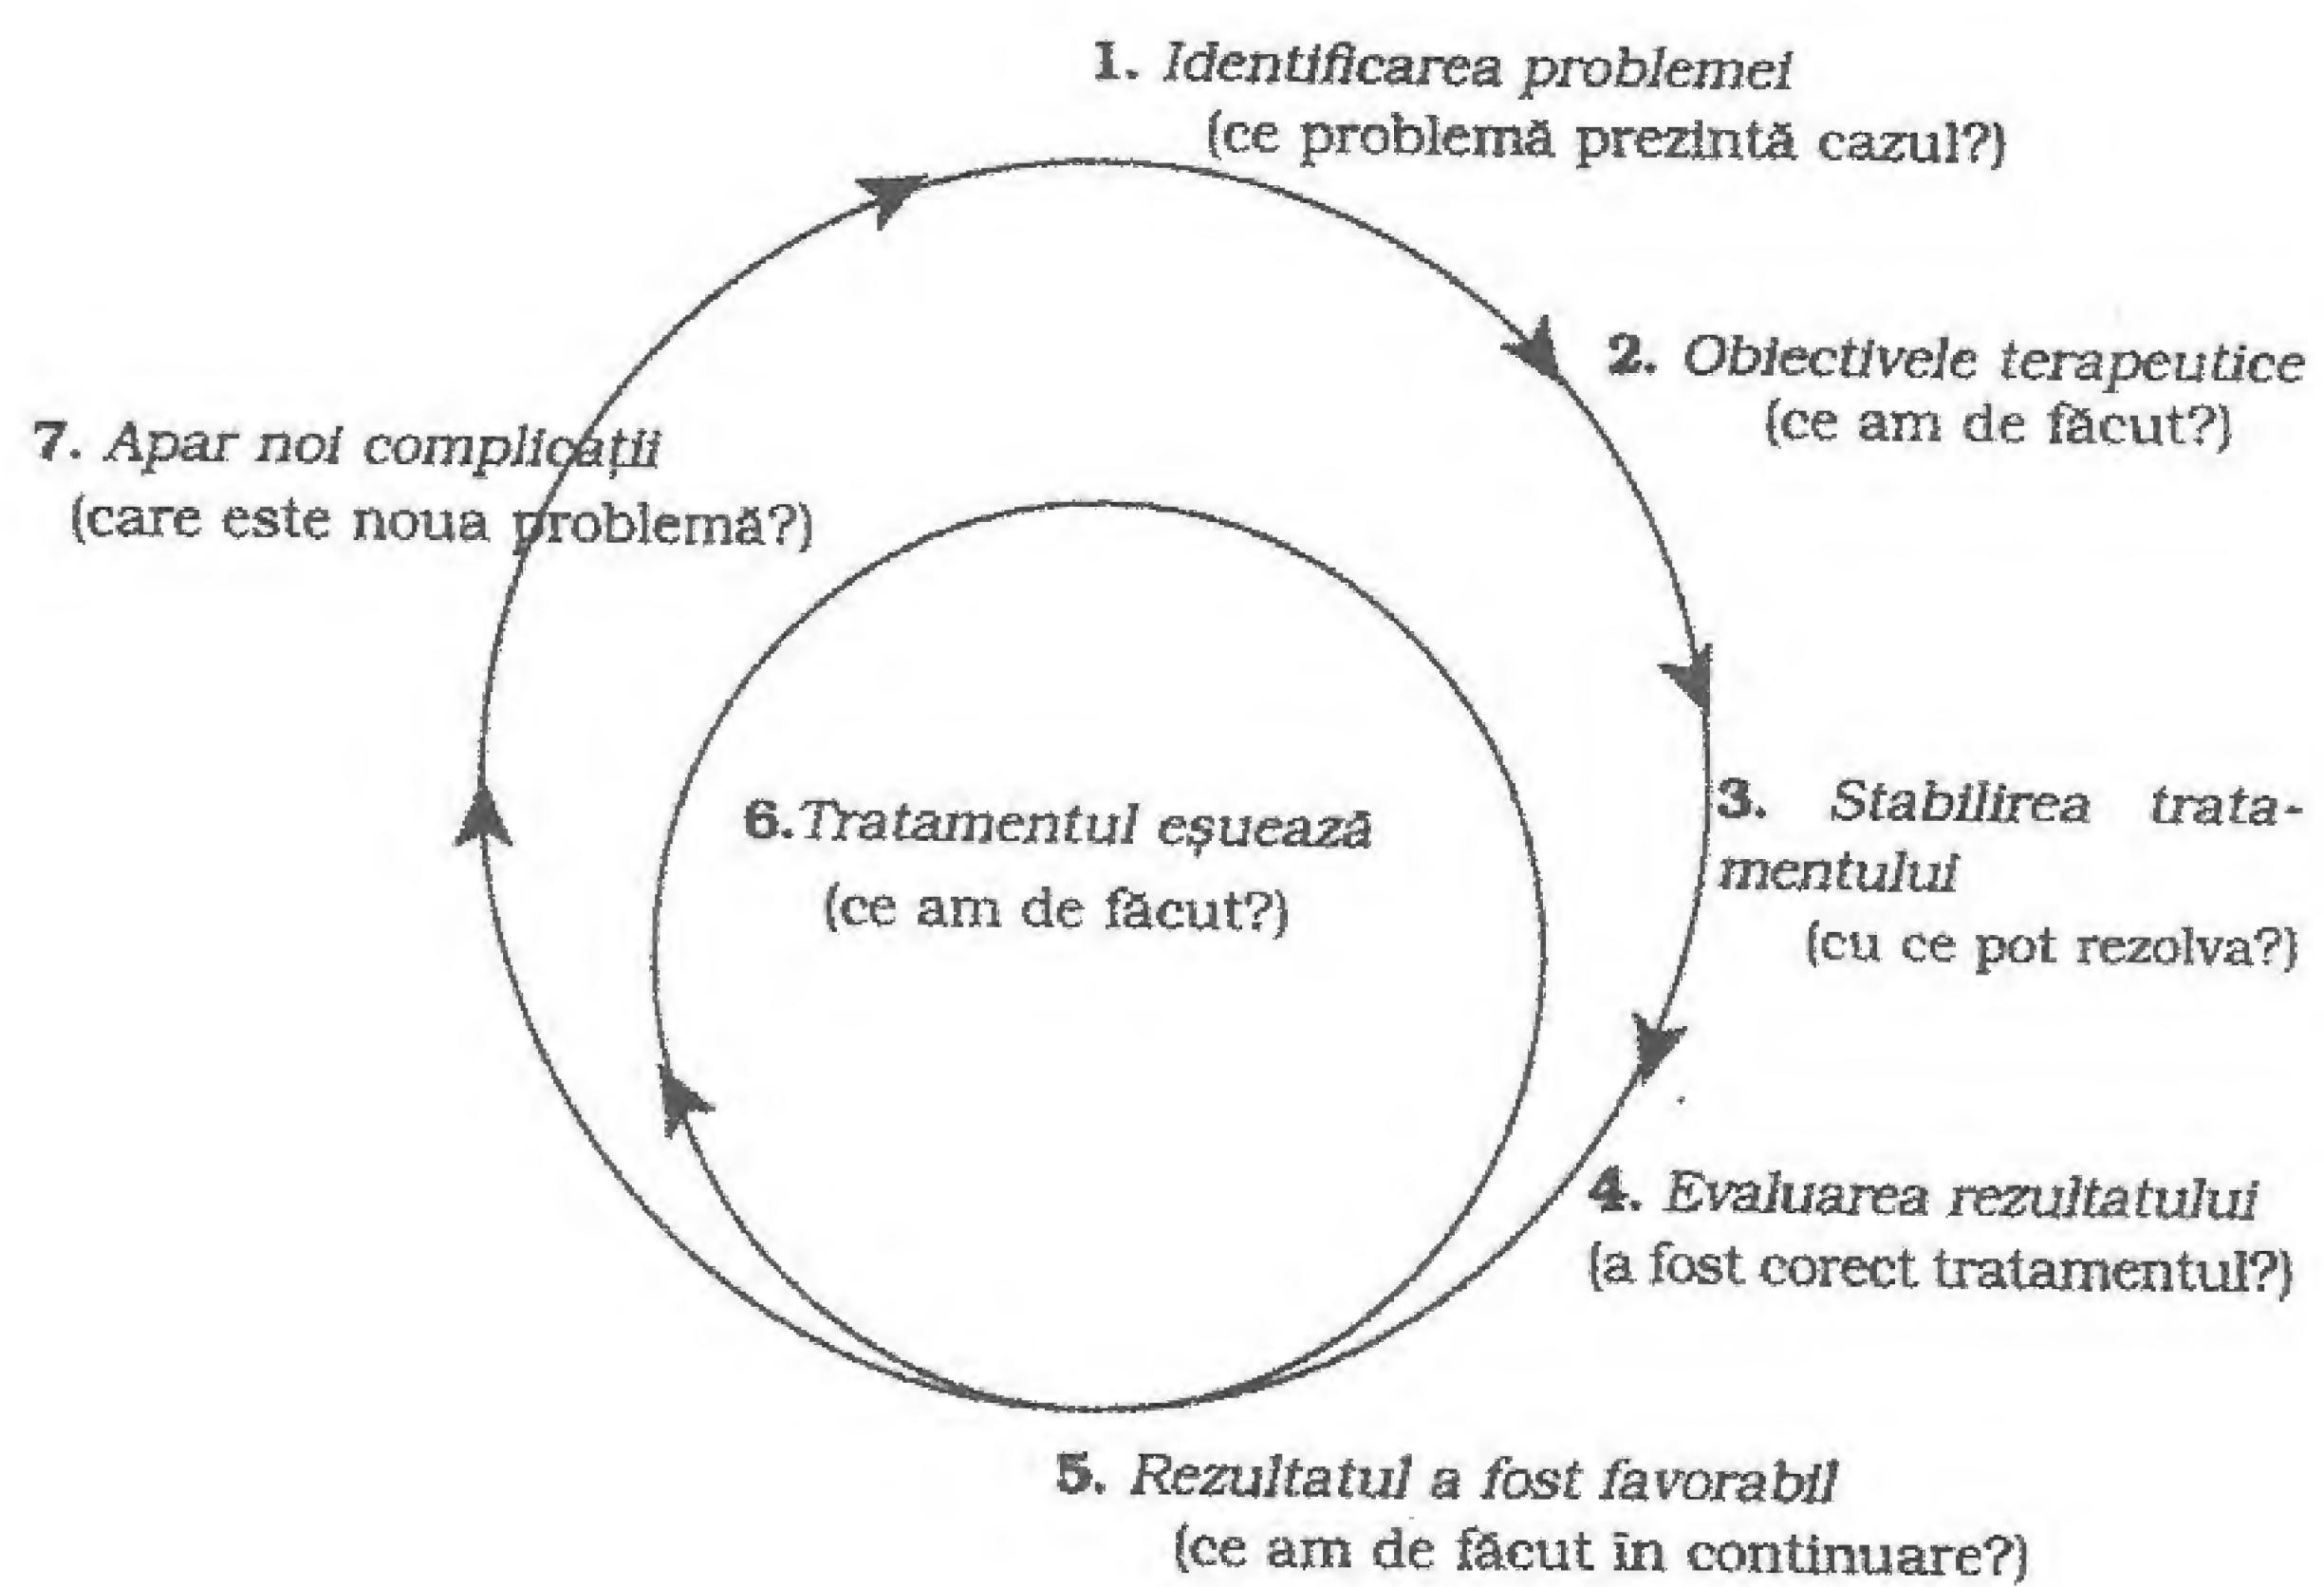 1. Identificarea problemei
(ce problemă prezintă cazul?)
2. Obiectivele terapeutice
(ce am de făcut?)
3. Stabilirea trata-
mentului
(cu ce pot rezolva?)
4. Evaluarea rezultatului
(a fost corect tratamentul?)
5. Rezultatul a fost favorabil
(ce am de făcut în continuare?)
6. Tratamentul eșuează
(ce am de făcut?)
7. Apar noi complicații
(care este noua problemă?)